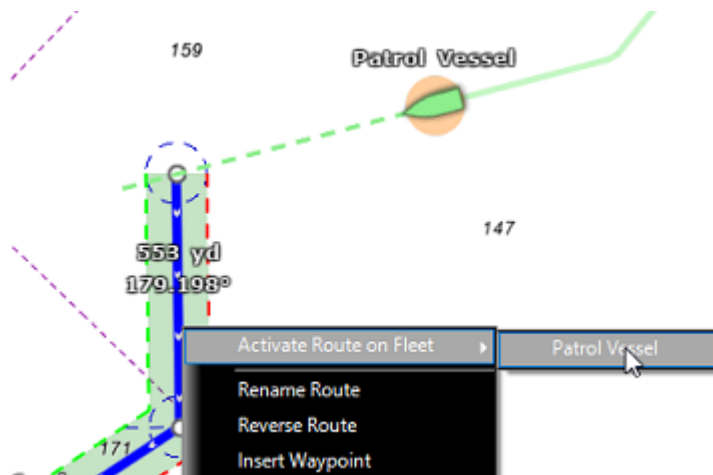 159
Patrol Vessel
147
553 yd
179.198°
Activate Route on Fleet
Patrol Vessel
Rename Route
Reverse Route
171
Insert Waypoint